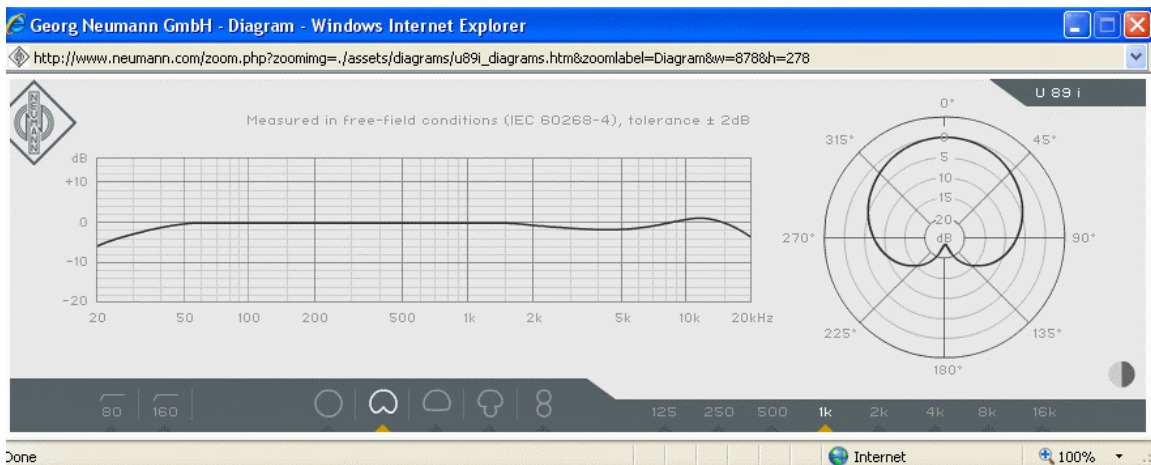 Georg Neumann GmbH - Diagram - Windows Internet Explorer
http://www.neumann.com/zoom.php?zoomimg=./assets/diagrams/u89i_diagrams.htm&zoomlabel=Diagram&w=878&h=278
NEUMANN
U 89 i
Measured in free-field conditions (IEC 60268-4), tolerance ± 2dB
dB
+10
0
-10
-20
20 50 100 200 500 1k 2k 5k 10k 20kHz
0°
315° 45°
0
5
10
15
20
dB
270° 90°
225° 135°
180°
80 160
125 250 500 1k 2k 4k 8k 16k
Done Internet 100%